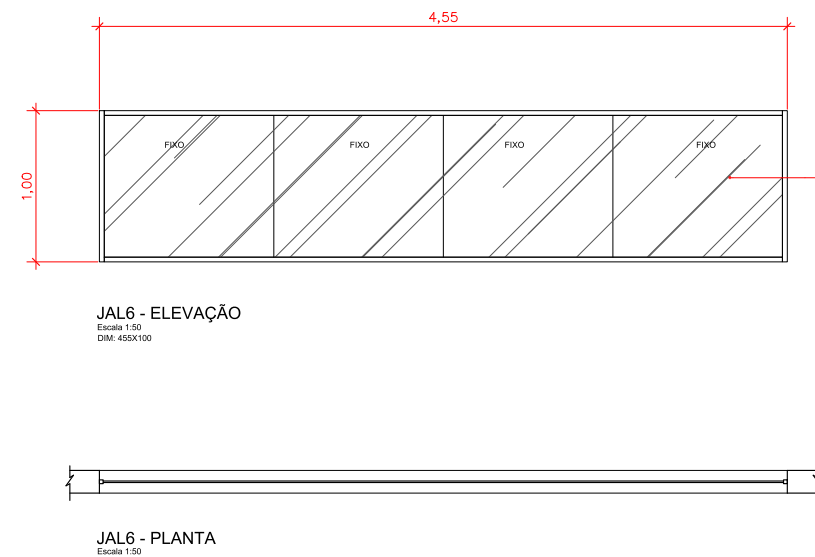 4,55
1,00
FIXO
FIXO
FIXO
FIXO
JAL6 - ELEVAÇÃO
Escala 1:50
DIM: 455X100
JAL6 - PLANTA
Escala 1:50